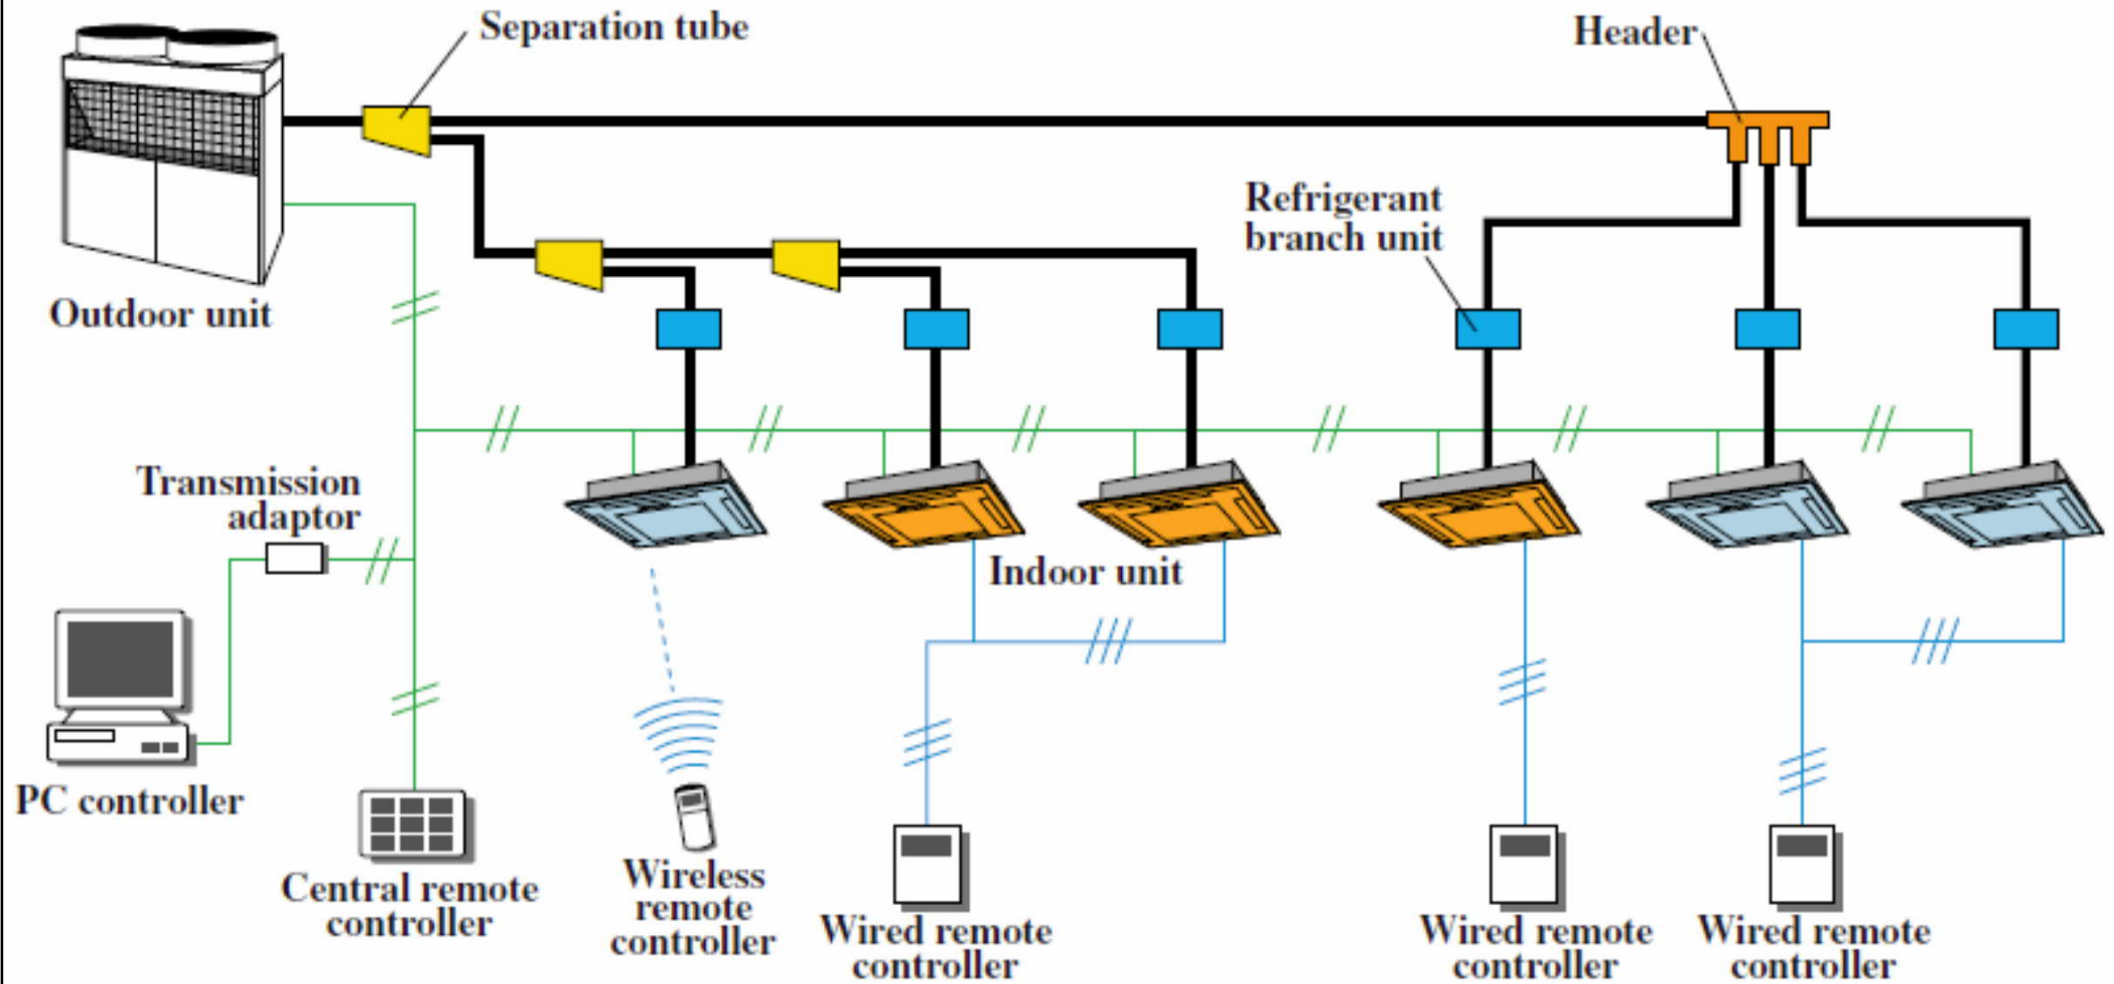 Separation tube
Header
Refrigerant
branch unit
Outdoor unit
Transmission
adaptor
Indoor unit
PC controller
Central remote
controller
Wireless
remote
controller
Wired remote
controller
Wired remote
controller
Wired remote
controller